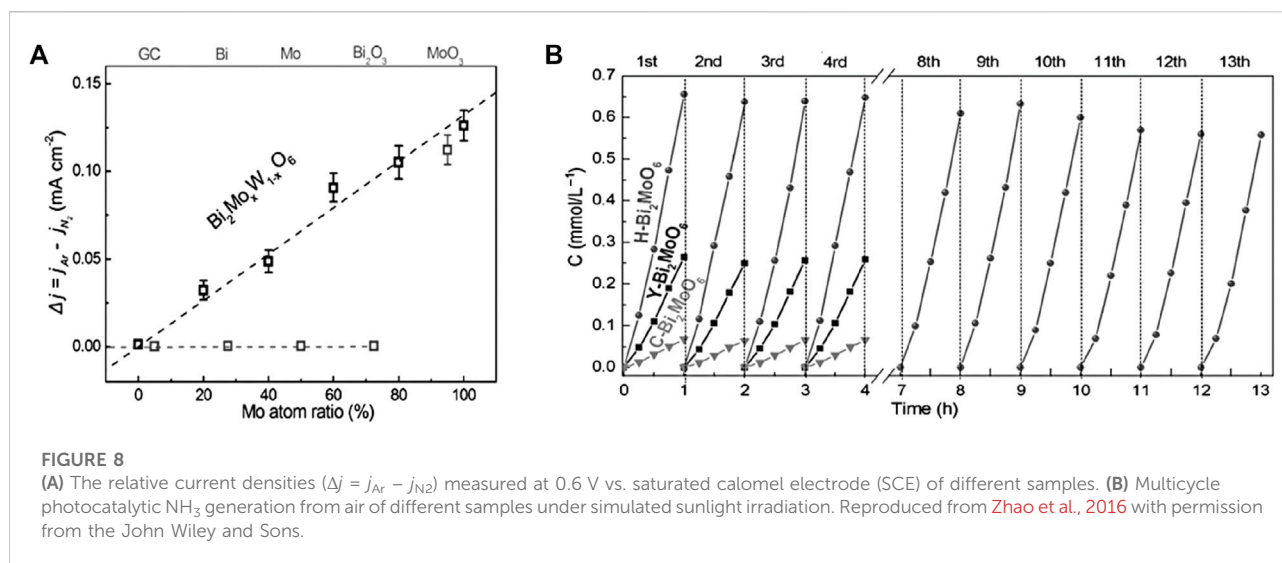 A
GC Bi Mo Bi₂O₃ MoO₃
0.15
0.10
0.05
0.00
Δj = j_Ar - j_N₂ (mA cm⁻²)
Bi₂MoₓW₁₋ₓO₆
0 20 40 60 80 100
Mo atom ratio (%)
B
1st 2nd 3rd 4rd 8th 9th 10th 11th 12th 13th
0.7
0.6
0.5
0.4
0.3
0.2
0.1
0.0
C (mmol/L⁻¹)
H-Bi₂MoO₆
Y-Bi₂MoO₆
C-Bi₂MoO₆
0 1 2 3 4 7 8 9 10 11 12 13
Time (h)
FIGURE 8
(A) The relative current densities (Δj = j_Ar – j_N2) measured at 0.6 V vs. saturated calomel electrode (SCE) of different samples. (B) Multicycle
photocatalytic NH₃ generation from air of different samples under simulated sunlight irradiation. Reproduced from Zhao et al., 2016 with permission
from the John Wiley and Sons.